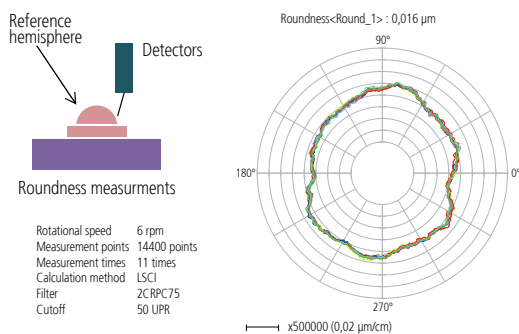 Reference
hemisphere
Detectors
Roundness measurments
Rotational speed 6 rpm
Measurement points 14400 points
Measurement times 11 times
Calculation method LSCI
Filter 2CRPC75
Cutoff 50 UPR
Roundness<Round_1> : 0,016 µm
90°
180°
0°
270°
x500000 (0,02 µm/cm)